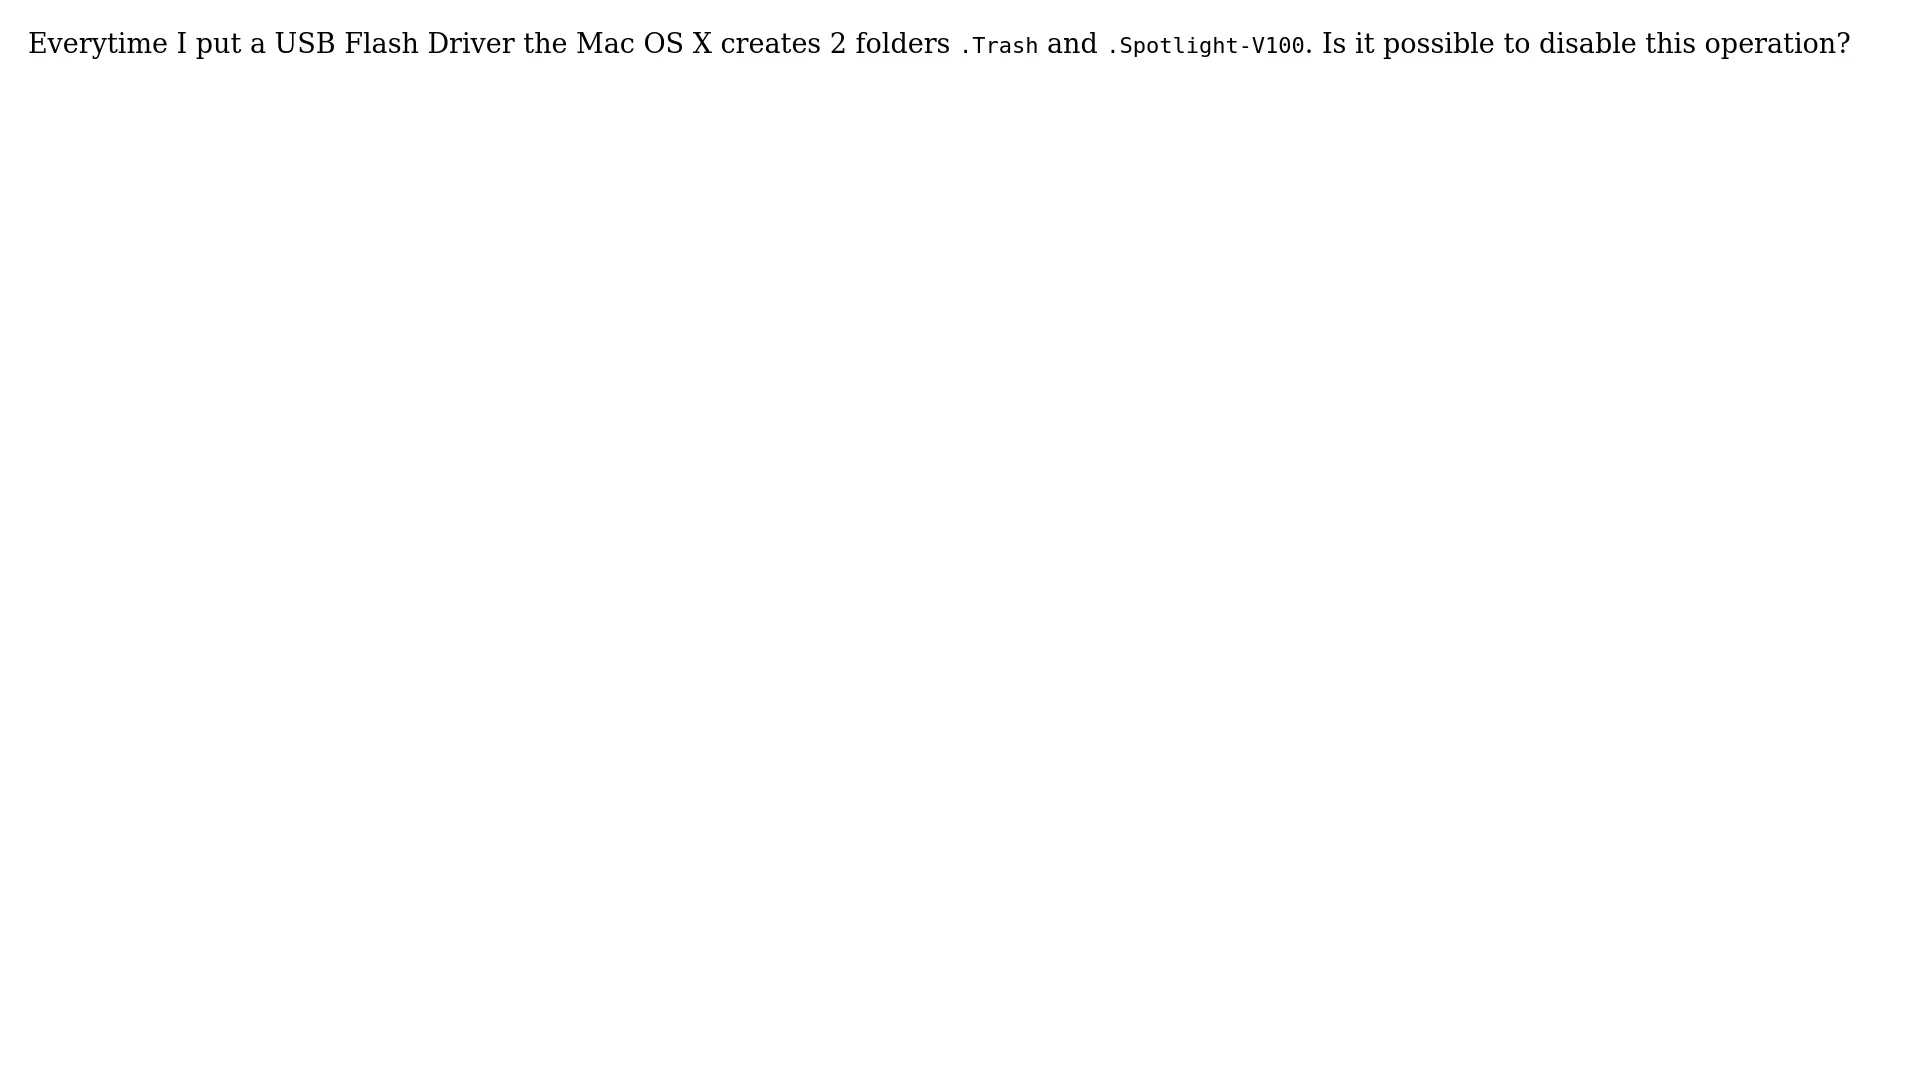 Everytime I put a USB Flash Driver the Mac OS X creates 2 folders .Trash and .Spotlight-V100. Is it possible to disable this operation?